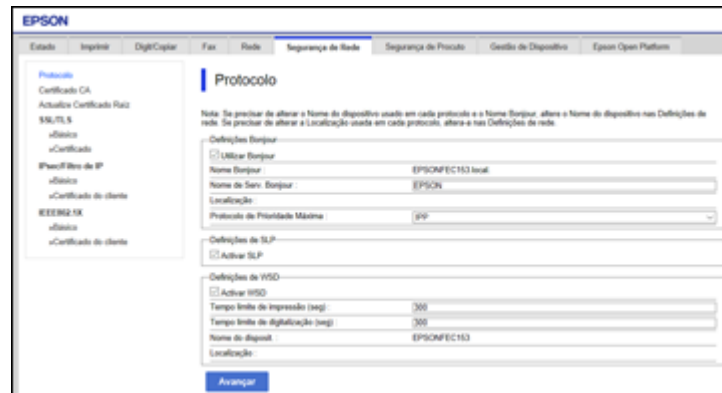 EPSON
Estado Imprimir Digit/Copiar Fax Rede Segurança de Rede Segurança de Procuto Gestão de Dispositivo Epson Open Platform
Protocolo
Certificado CA
Actualize Certificado Raiz
SSL/TLS
»Básico
»Certificado
IPsec/Filtro de IP
»Básico
»Certificado do cliente
IEEE802.1X
»Básico
»Certificado do cliente
Protocolo
Nota: Se precisar de alterar o Nome do dispositivo usado em cada protocolo e o Nome Bonjour, altere o Nome do dispositivo nas Definições de
rede. Se precisar de alterar a Localização usada em cada protocolo, altera-a nas Definições de rede.
Definições Bonjour
Utilizar Bonjour
Nome Bonjour : EPSONFEC153.local.
Nome de Serv. Bonjour : EPSON
Localização :
Protocolo de Prioridade Máxima : IPP
Definições de SLP
Activar SLP
Definições de WSD
Activar WSD
Tempo limite de impressão (seg) : 300
Tempo limite de digitalização (seg) : 300
Nome do disposit. : EPSONFEC153
Localização :
Avançar